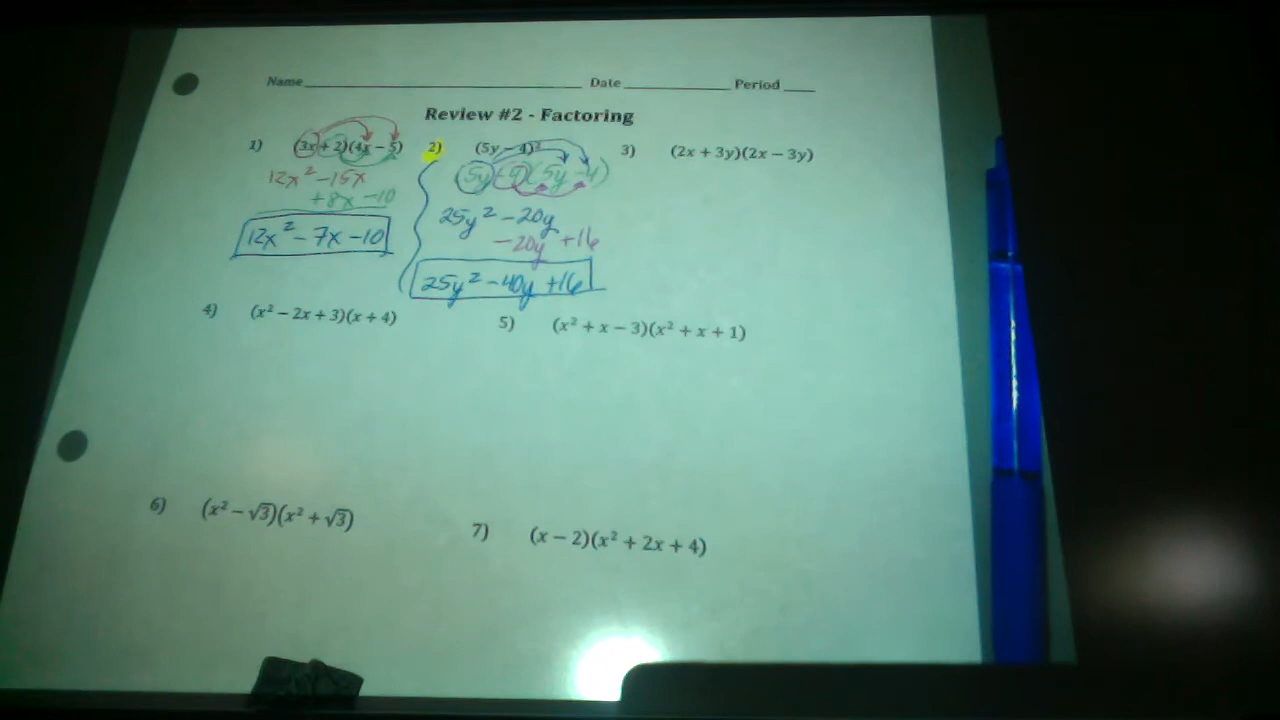 Name Date Period
Review #2 - Factoring
1) (3x + 2)(4x − 5)
12x² − 15x
+ 8x − 10
12x² − 7x − 10
2) (5y − 4)²
(5y − 4)(5y − 4)
25y² − 20y
− 20y + 16
25y² − 40y + 16
3) (2x + 3y)(2x − 3y)
4) (x² − 2x + 3)(x + 4)
5) (x² + x − 3)(x² + x + 1)
6) (x² − √3)(x² + √3)
7) (x − 2)(x² + 2x + 4)